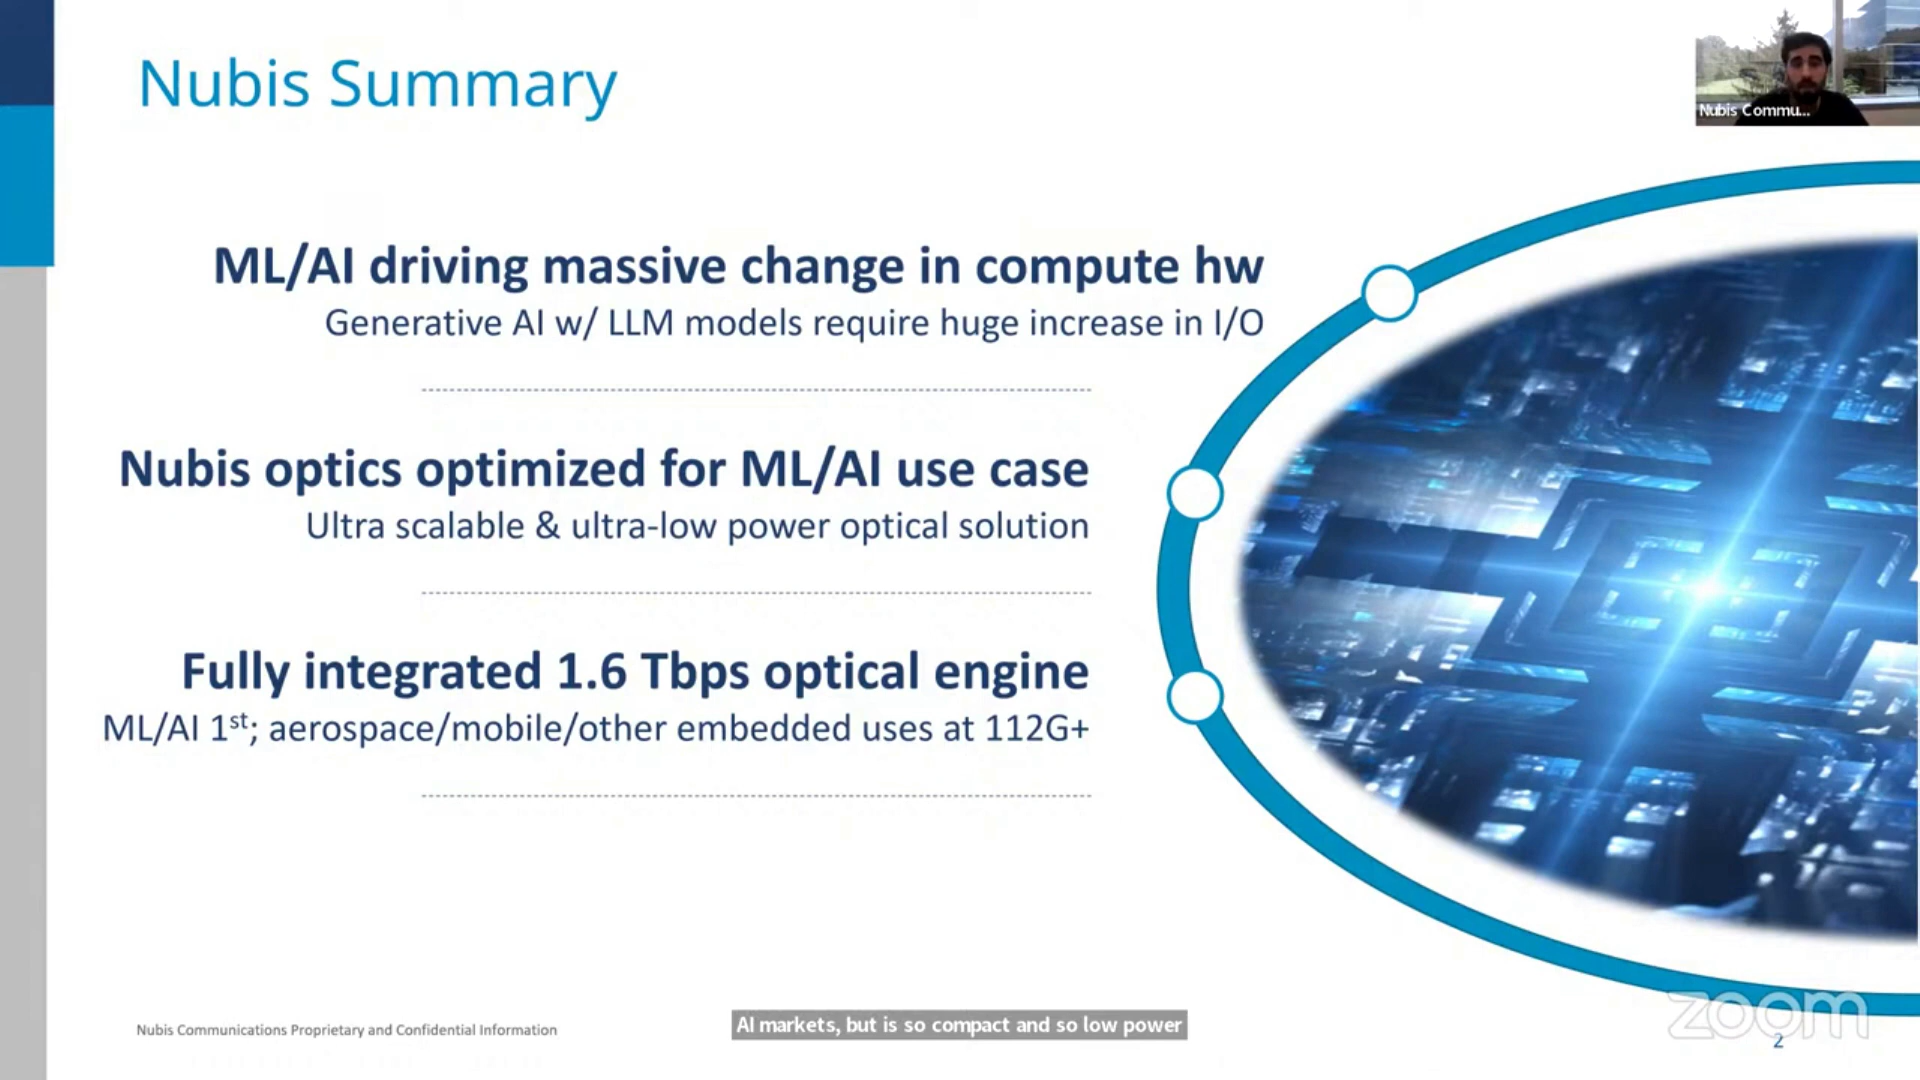 Nubis Summary
Nubis Commu...
ML/AI driving massive change in compute hw
Generative AI w/ LLM models require huge increase in I/O
Nubis optics optimized for ML/AI use case
Ultra scalable & ultra-low power optical solution
Fully integrated 1.6 Tbps optical engine
ML/AI 1st; aerospace/mobile/other embedded uses at 112G+
Nubis Communications Proprietary and Confidential Information
AI markets, but is so compact and so low power
zoom
2